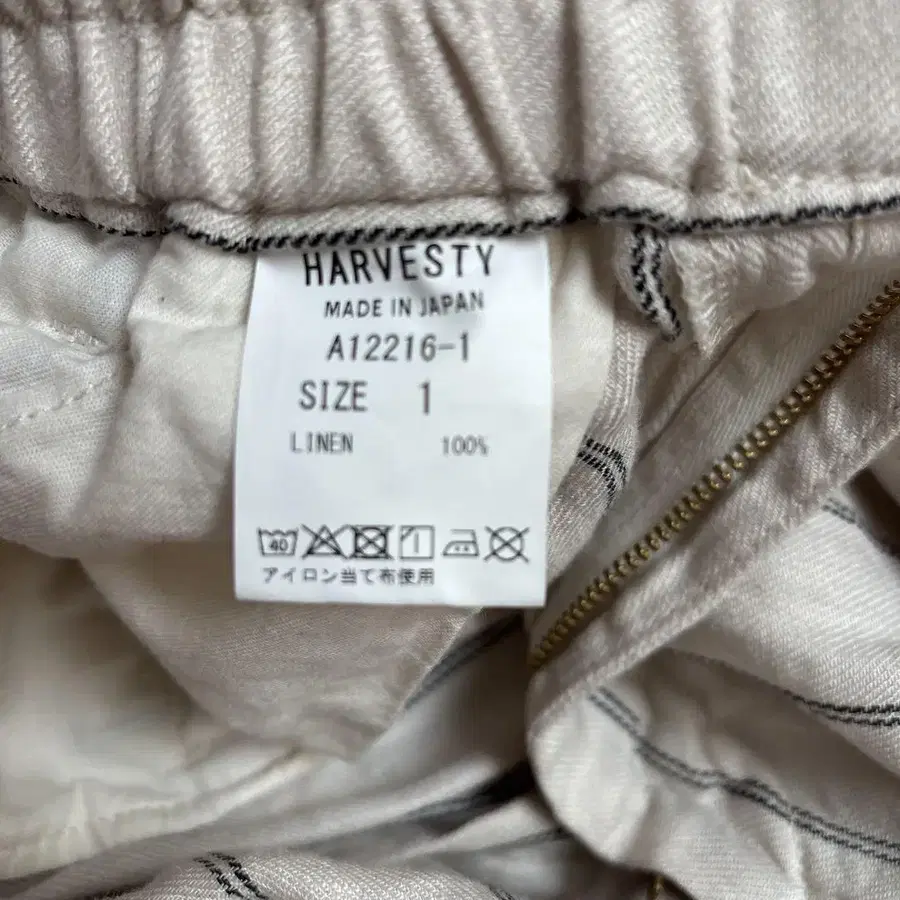 HARVESTY
MADE IN JAPAN
A12216-1
SIZE 1
LINEN 100%
40
アイロン当て布使用